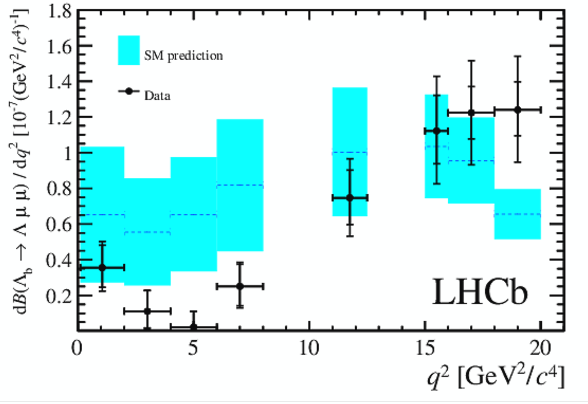 dB(Λb → Λ μ μ) / dq² [10⁻⁷(GeV²/c⁴)⁻¹]
1.8
1.6
1.4
1.2
1
0.8
0.6
0.4
0.2
SM prediction
Data
LHCb
0 5 10 15 20
q² [GeV²/c⁴]